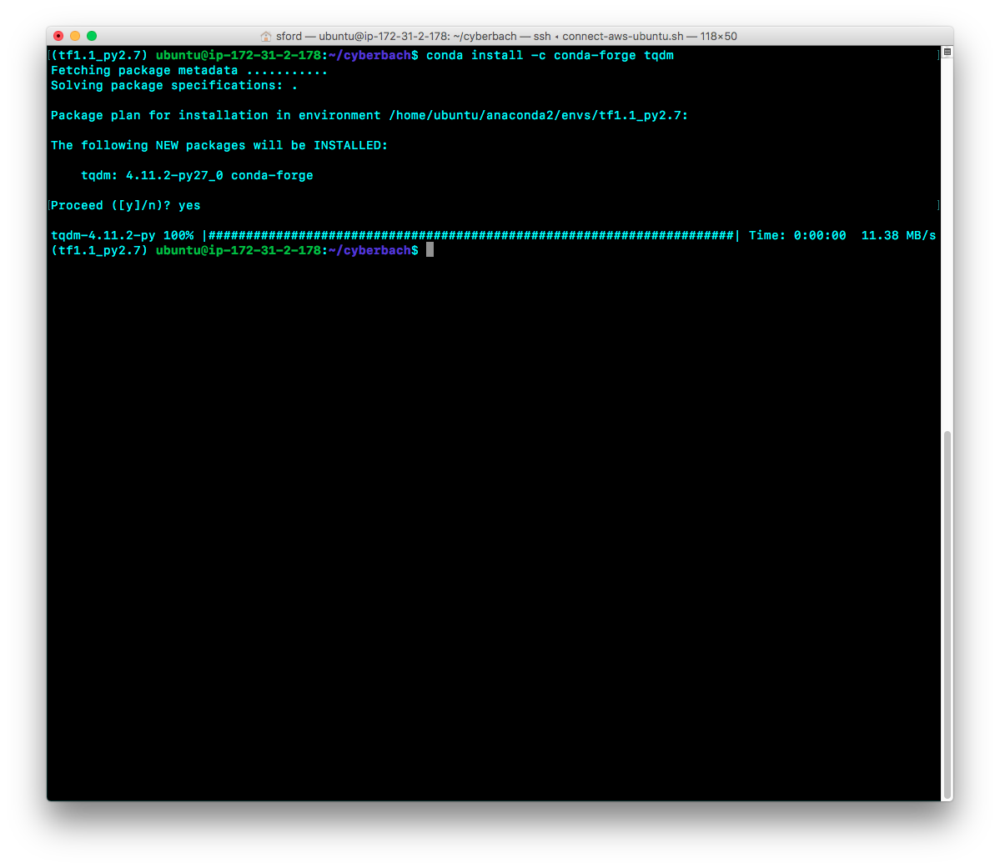 sford — ubuntu@ip-172-31-2-178: ~/cyberbach — ssh ‹ connect-aws-ubuntu.sh — 118×50
[(tf1.1_py2.7) ubuntu@ip-172-31-2-178:~/cyberbach$ conda install -c conda-forge tqdm ]
Fetching package metadata ...........
Solving package specifications: .
Package plan for installation in environment /home/ubuntu/anaconda2/envs/tf1.1_py2.7:
The following NEW packages will be INSTALLED:
tqdm: 4.11.2-py27_0 conda-forge
[Proceed ([y]/n)? yes ]
tqdm-4.11.2-py 100% |######################################################################| Time: 0:00:00 11.38 MB/s
(tf1.1_py2.7) ubuntu@ip-172-31-2-178:~/cyberbach$